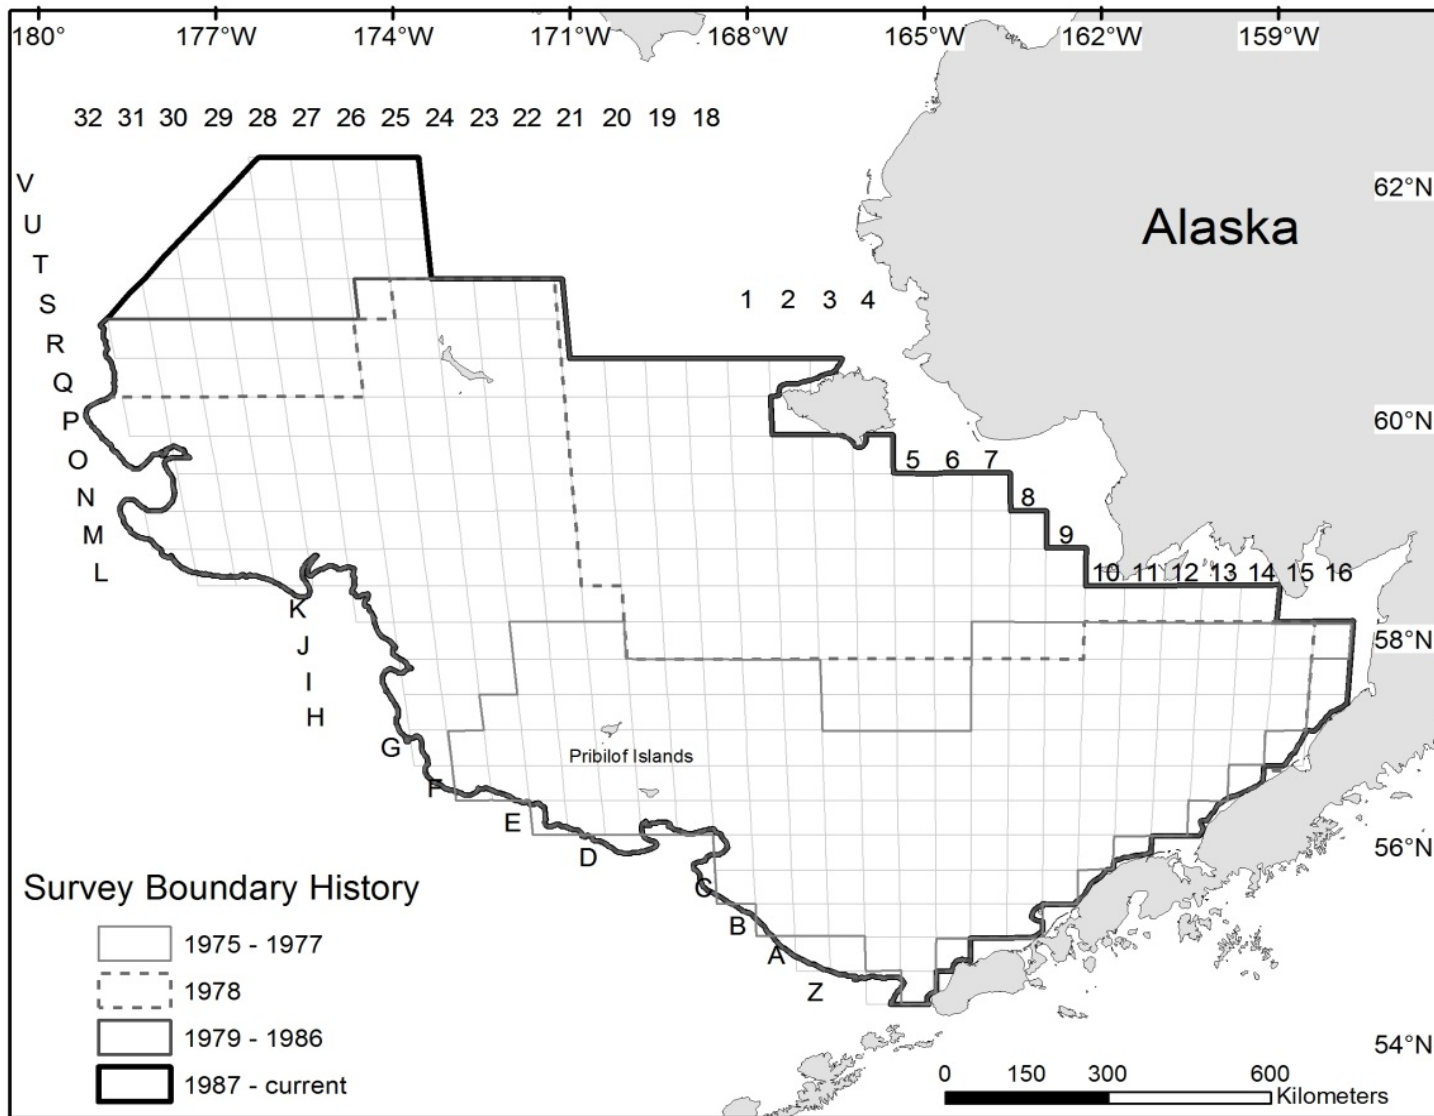 180° 177°W 174°W 171°W 168°W 165°W 162°W 159°W
32 31 30 29 28 27 26 25 24 23 22 21 20 19 18
V
62°N
U
Alaska
T
S
1 2 3 4
R
Q
P
60°N
O
5 6 7
N
8
M
9
L
10 11 12 13 14 15 16
K
J
58°N
I
H
G
Pribilof Islands
F
E
D
56°N
C
B
A
Z
Survey Boundary History
1975 - 1977
1978
1979 - 1986
1987 - current
54°N
0 150 300 600
Kilometers